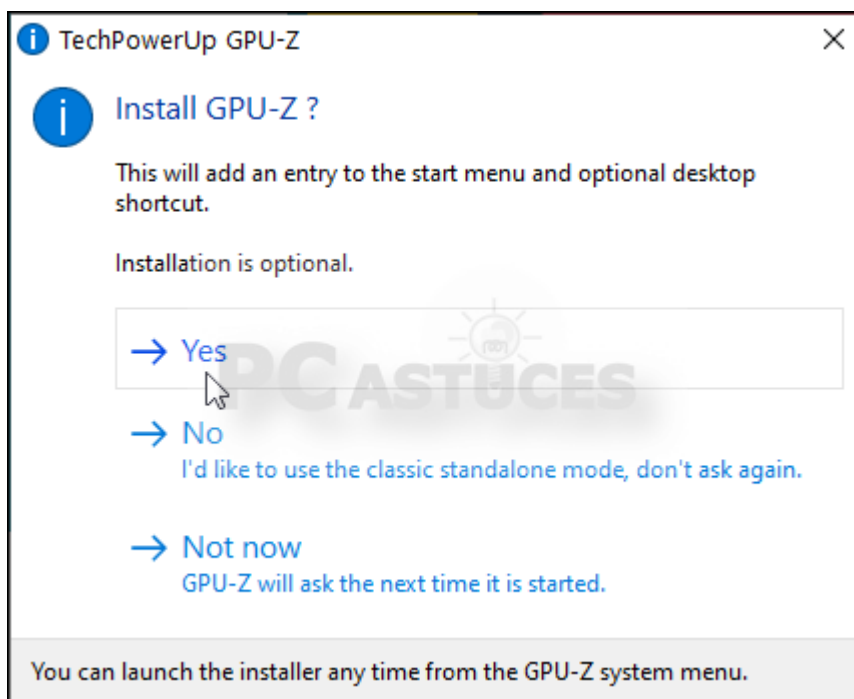 TechPowerUp GPU-Z
Install GPU-Z ?
This will add an entry to the start menu and optional desktop
shortcut.
Installation is optional.
Yes
PC ASTUCES
No
I'd like to use the classic standalone mode, don't ask again.
Not now
GPU-Z will ask the next time it is started.
You can launch the installer any time from the GPU-Z system menu.